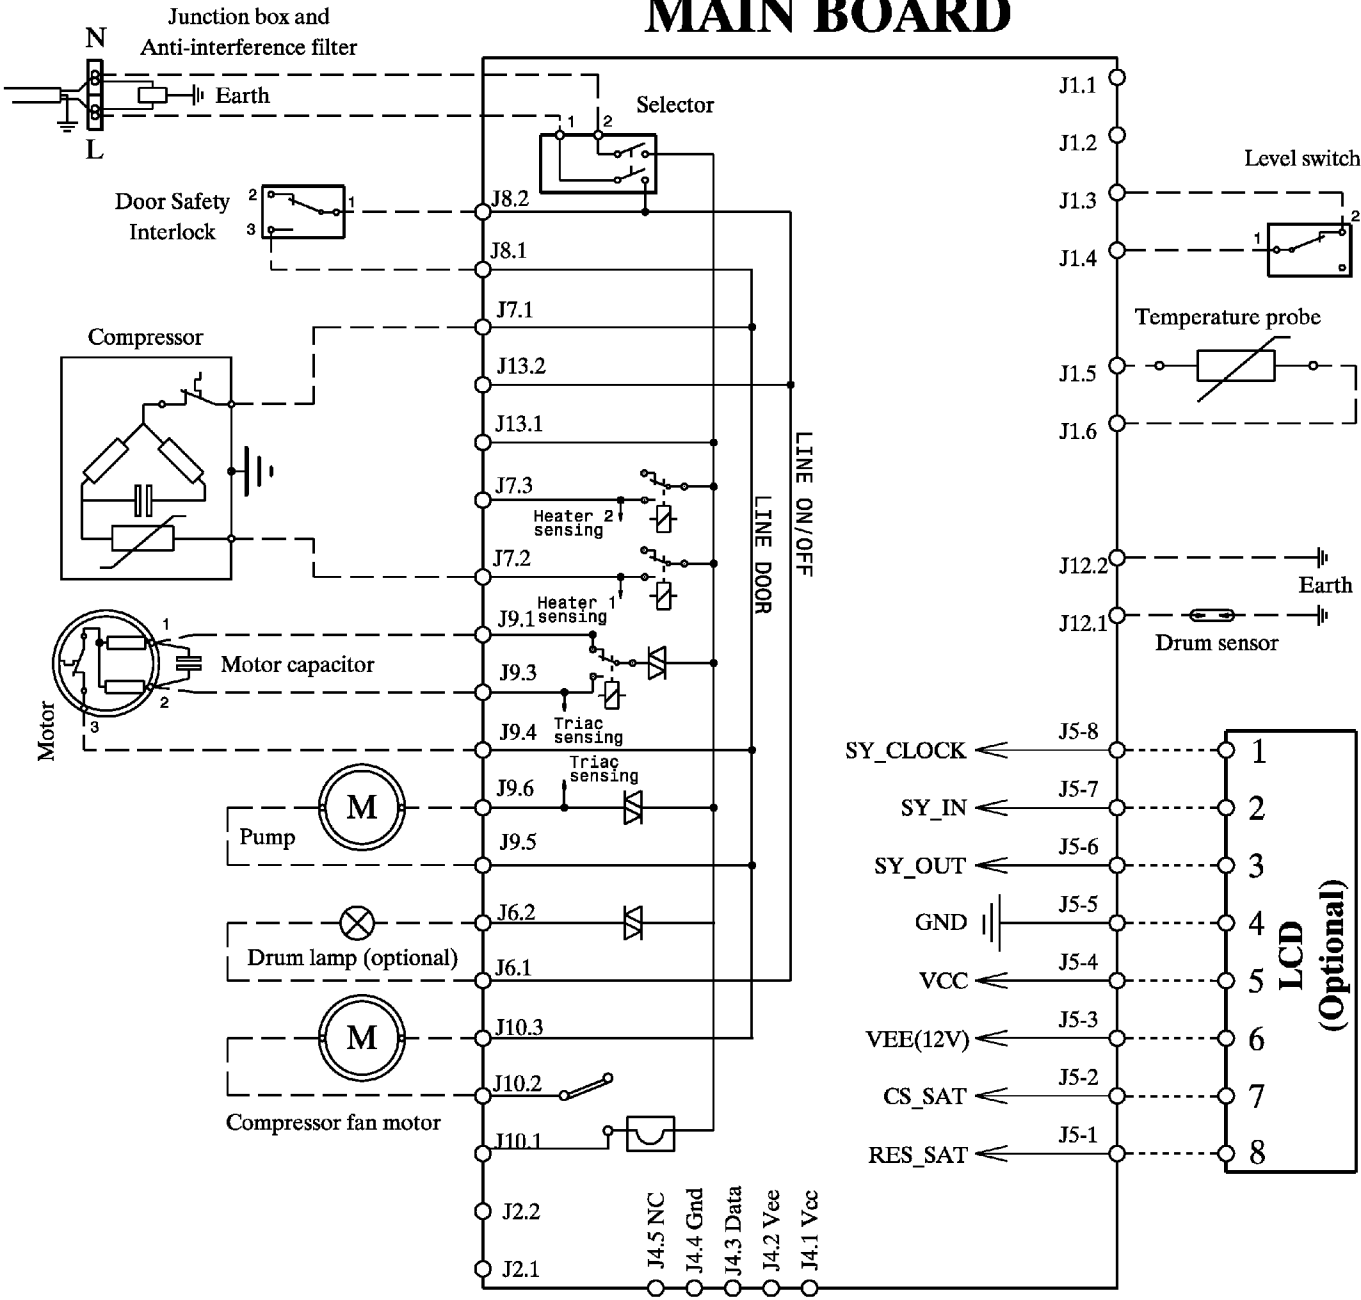 MAIN BOARD
Junction box and
Anti-interference filter
N
L
Earth
Selector
1
2
Door Safety
Interlock
2
3
1
J8.2
J8.1
J7.1
J13.2
J13.1
J7.3
Heater 2
sensing
J7.2
Heater 1
sensing
LINE DOOR
LINE ON/OFF
Compressor
J9.1
J9.3
Triac
sensing
J9.4
Triac
sensing
Motor
1
2
3
Motor capacitor
J9.6
J9.5
M
Pump
J6.2
J6.1
Drum lamp (optional)
J10.3
J10.2
J10.1
M
Compressor fan motor
J2.2
J2.1
J4.5 NC
J4.4 Gnd
J4.3 Data
J4.2 Vee
J4.1 Vcc
J1.1
J1.2
J1.3
J1.4
Level switch
1
2
Temperature probe
J1.5
J1.6
J12.2
Earth
J12.1
Drum sensor
SY_CLOCK
J5-8
1
SY_IN
J5-7
2
SY_OUT
J5-6
3
GND
J5-5
4
VCC
J5-4
5
VEE(12V)
J5-3
6
CS_SAT
J5-2
7
RES_SAT
J5-1
8
LCD
(Optional)